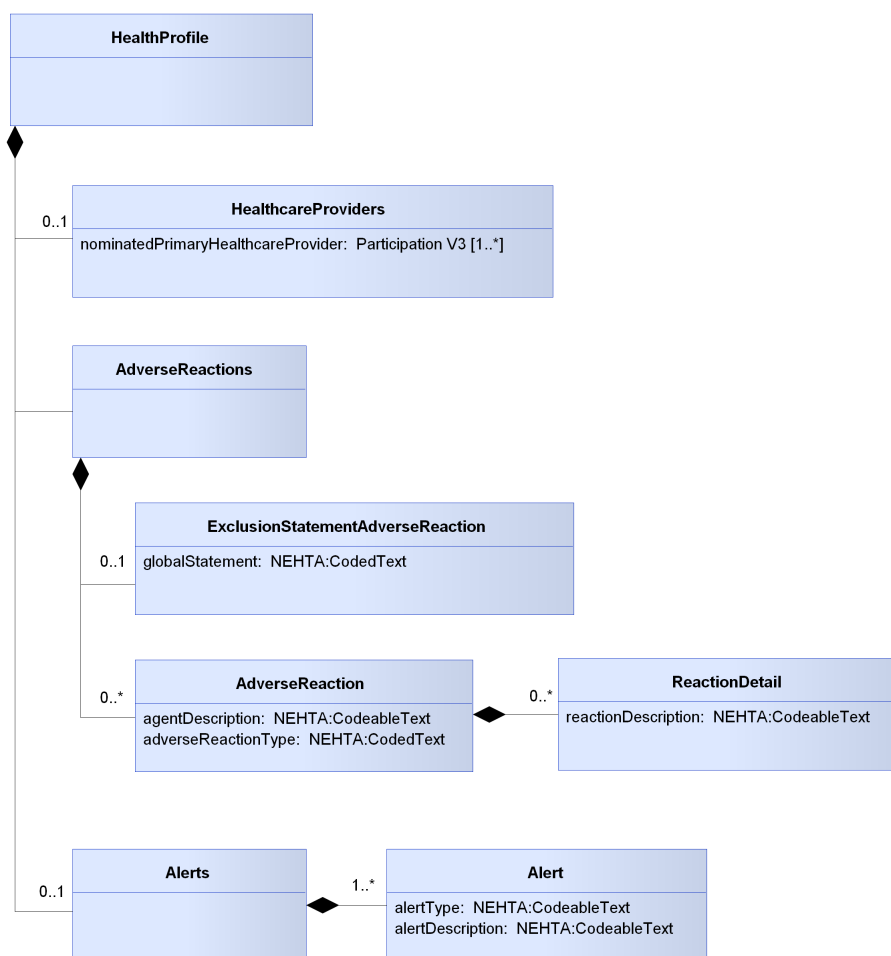 HealthProfile
0..1
HealthcareProviders
nominatedPrimaryHealthcareProvider: Participation V3 [1..*]
AdverseReactions
0..1
ExclusionStatementAdverseReaction
globalStatement: NEHTA:CodedText
0..*
AdverseReaction
agentDescription: NEHTA:CodeableText
adverseReactionType: NEHTA:CodedText
0..*
ReactionDetail
reactionDescription: NEHTA:CodeableText
0..1
Alerts
1..*
Alert
alertType: NEHTA:CodeableText
alertDescription: NEHTA:CodeableText